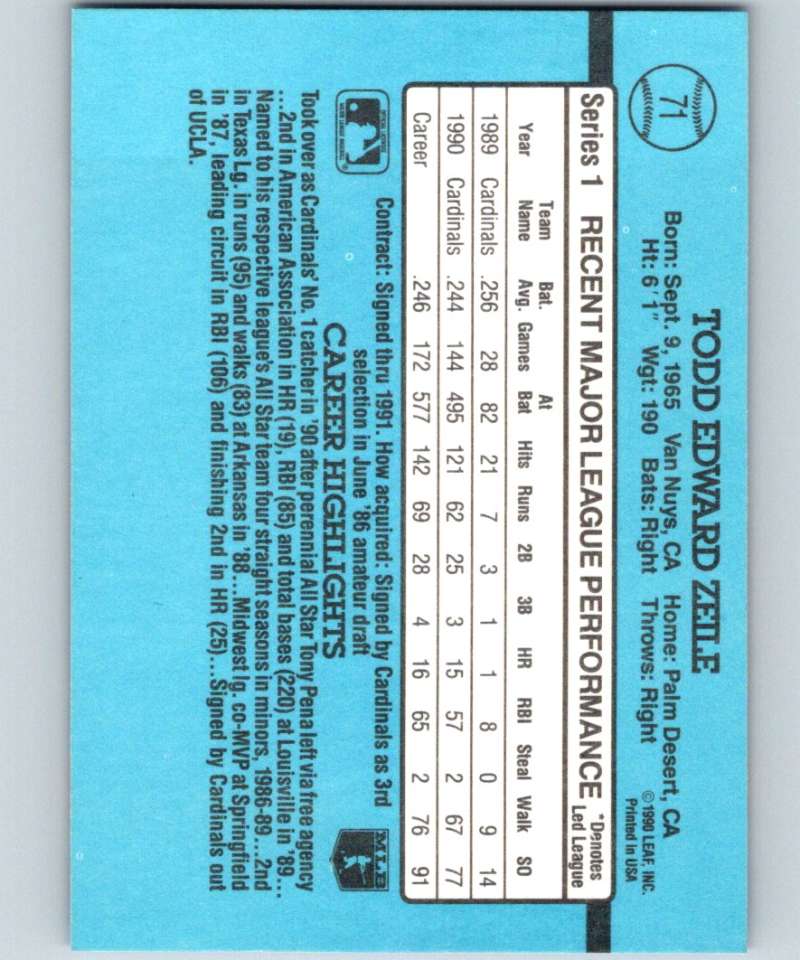 71
TODD EDWARD ZEILE
Born: Sept. 9, 1965 Van Nuys, CA Home: Palm Desert, CA
Ht: 6'1" Wgt: 190 Bats: Right Throws: Right
© 1990 LEAF, INC.
Printed in USA
Series 1 RECENT MAJOR LEAGUE PERFORMANCE *Denotes
Led League
Year Team Name Bat. Avg. Games At Bat Hits Runs 2B 3B HR RBI Steal Walk SO
1989 Cardinals .256 28 82 21 7 3 1 1 8 0 9 14
1990 Cardinals .244 144 495 121 62 25 3 15 57 2 67 77
Career .246 172 577 142 69 28 4 16 65 2 76 91
Contract: Signed thru 1991. How acquired: Signed by Cardinals as 3rd
selection in June '86 amateur draft
CAREER HIGHLIGHTS
MLB
Took over as Cardinals' No. 1 catcher in '90 after perennial All Star Tony Pena left via free agency
...2nd in American Association in HR (19), RBI (85) and total bases (220) at Louisville in '89...
Named to his respective league's All Star team four straight seasons in minors, 1986-89...2nd
in Texas Lg. in runs (95) and walks (83) at Arkansas in '88...Midwest lg. co-MVP at Springfield
in '87, leading circuit in RBI (106) and finishing 2nd in HR (25)...Signed by Cardinals out
of UCLA.